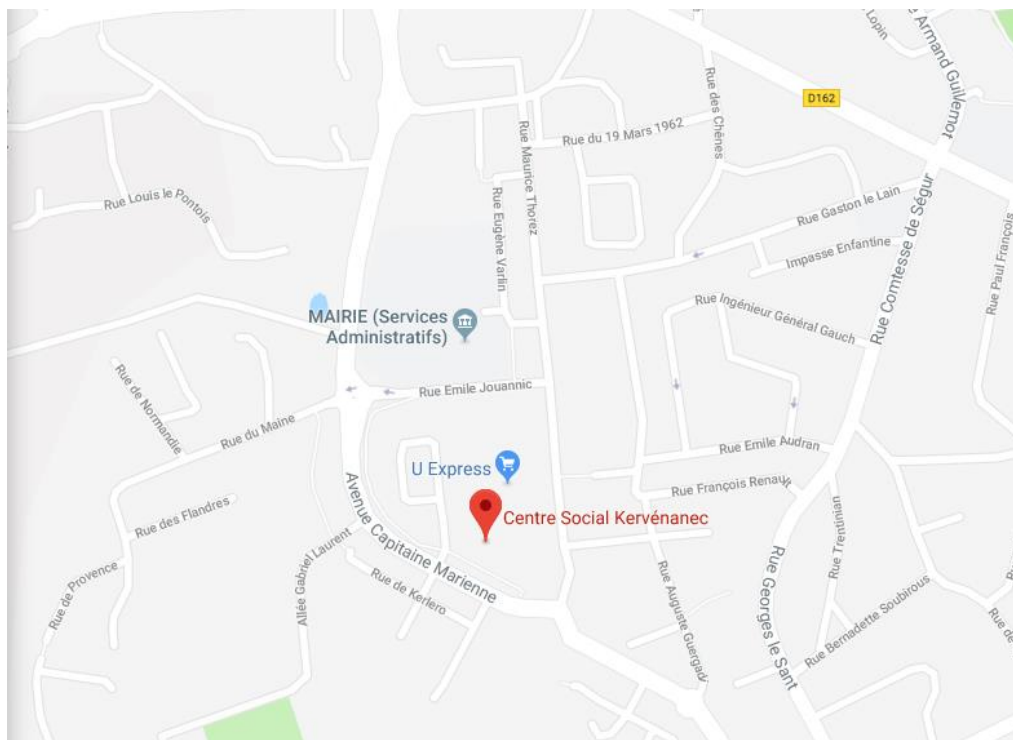 Lopin
Armand Guillemot
D162
Rue des Chênes
Rue du 19 Mars 1962
Rue Maurice Thorez
Rue Louis le Pontois
Rue Eugène Varlin
Rue Gaston le Lain
Impasse Enfantine
Rue Comtesse de Ségur
Rue Paul François
Rue Ingénieur Général Gauch
MAIRIE (Services
Administratifs)
Rue de Normandie
Rue du Maine
Rue Emile Jouannic
Rue Emile Audran
U Express
Rue François Renau
Centre Social Kervénanec
Rue des Flandres
Avenue Capitaine Marienne
Allée Gabriel Laurent
Rue de Kerlero
Rue de Provence
Rue Auguste Guergadi
Rue Georges le Sant
Rue Bernadette Soubirous
Rue de